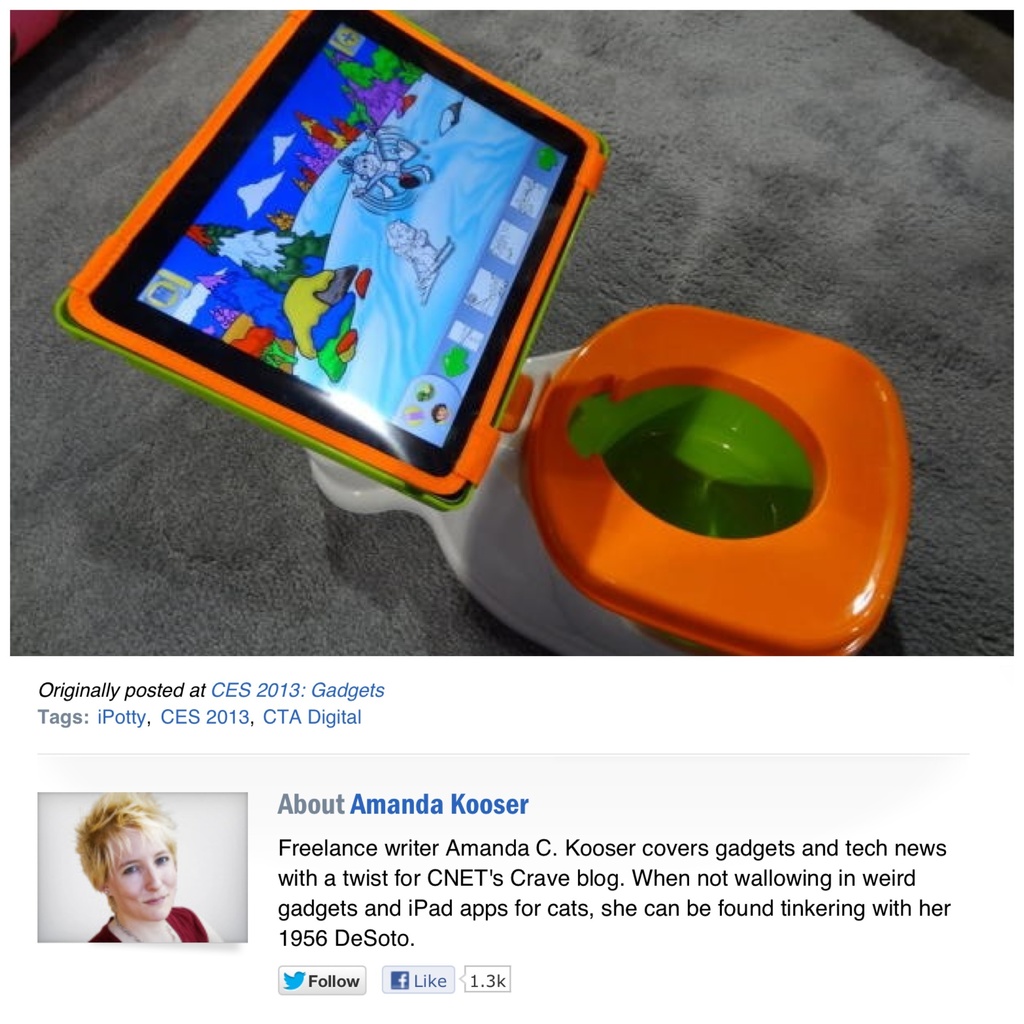 Originally posted at CES 2013: Gadgets
Tags: iPotty, CES 2013, CTA Digital
About Amanda Kooser
Freelance writer Amanda C. Kooser covers gadgets and tech news
with a twist for CNET's Crave blog. When not wallowing in weird
gadgets and iPad apps for cats, she can be found tinkering with her
1956 DeSoto.
Follow Like 1.3k